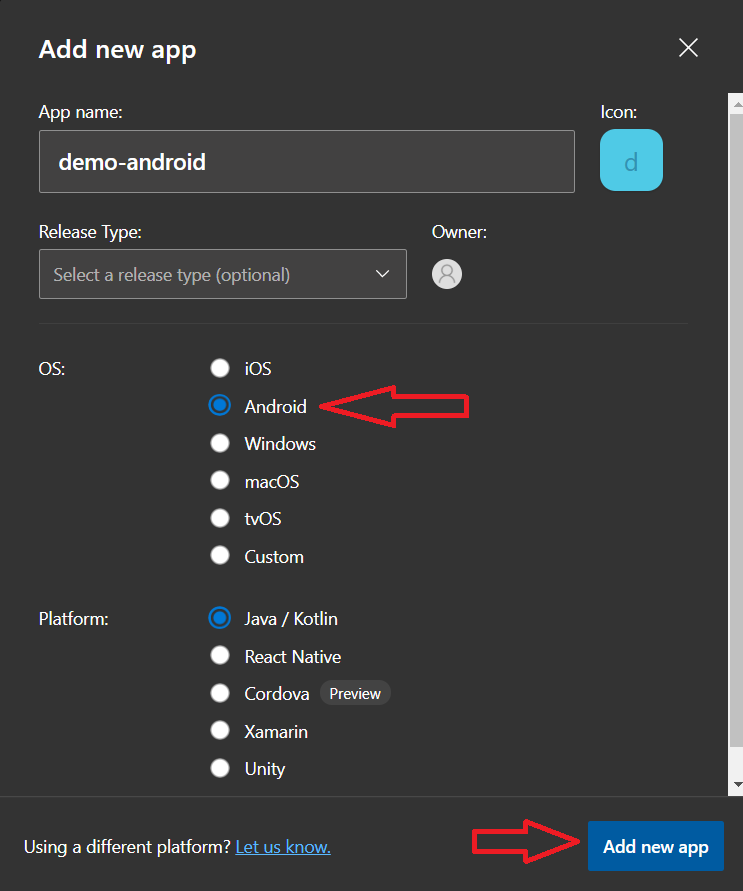 Add new app
App name:
Icon:
demo-android
d
Release Type:
Owner:
Select a release type (optional)
OS:
iOS
Android
Windows
macOS
tvOS
Custom
Platform:
Java / Kotlin
React Native
Cordova Preview
Xamarin
Unity
Using a different platform? Let us know.
Add new app